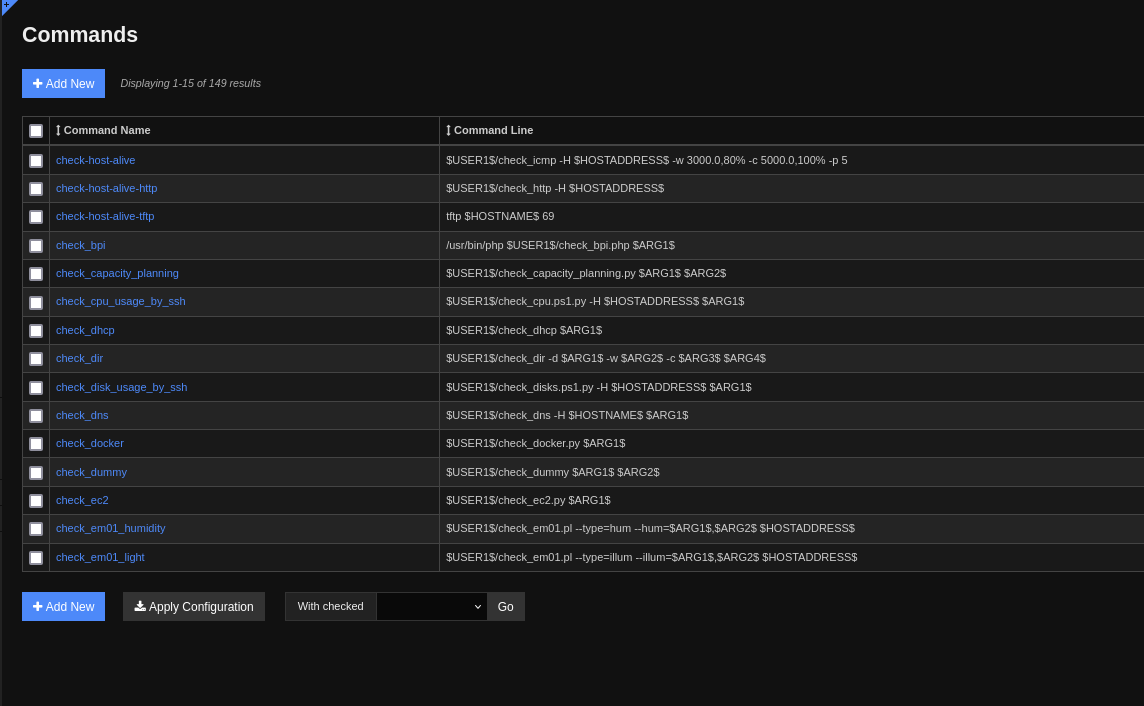 +
Commands
Add New
Displaying 1-15 of 149 results
Command Name Command Line
check-host-alive $USER1$/check_icmp -H $HOSTADDRESS$ -w 3000.0,80% -c 5000.0,100% -p 5
check-host-alive-http $USER1$/check_http -H $HOSTADDRESS$
check-host-alive-tftp tftp $HOSTNAME$ 69
check_bpi /usr/bin/php $USER1$/check_bpi.php $ARG1$
check_capacity_planning $USER1$/check_capacity_planning.py $ARG1$ $ARG2$
check_cpu_usage_by_ssh $USER1$/check_cpu.ps1.py -H $HOSTADDRESS$ $ARG1$
check_dhcp $USER1$/check_dhcp $ARG1$
check_dir $USER1$/check_dir -d $ARG1$ -w $ARG2$ -c $ARG3$ $ARG4$
check_disk_usage_by_ssh $USER1$/check_disks.ps1.py -H $HOSTADDRESS$ $ARG1$
check_dns $USER1$/check_dns -H $HOSTNAME$ $ARG1$
check_docker $USER1$/check_docker.py $ARG1$
check_dummy $USER1$/check_dummy $ARG1$ $ARG2$
check_ec2 $USER1$/check_ec2.py $ARG1$
check_em01_humidity $USER1$/check_em01.pl --type=hum --hum=$ARG1$,$ARG2$ $HOSTADDRESS$
check_em01_light $USER1$/check_em01.pl --type=illum --illum=$ARG1$,$ARG2$ $HOSTADDRESS$
Add New Apply Configuration With checked Go